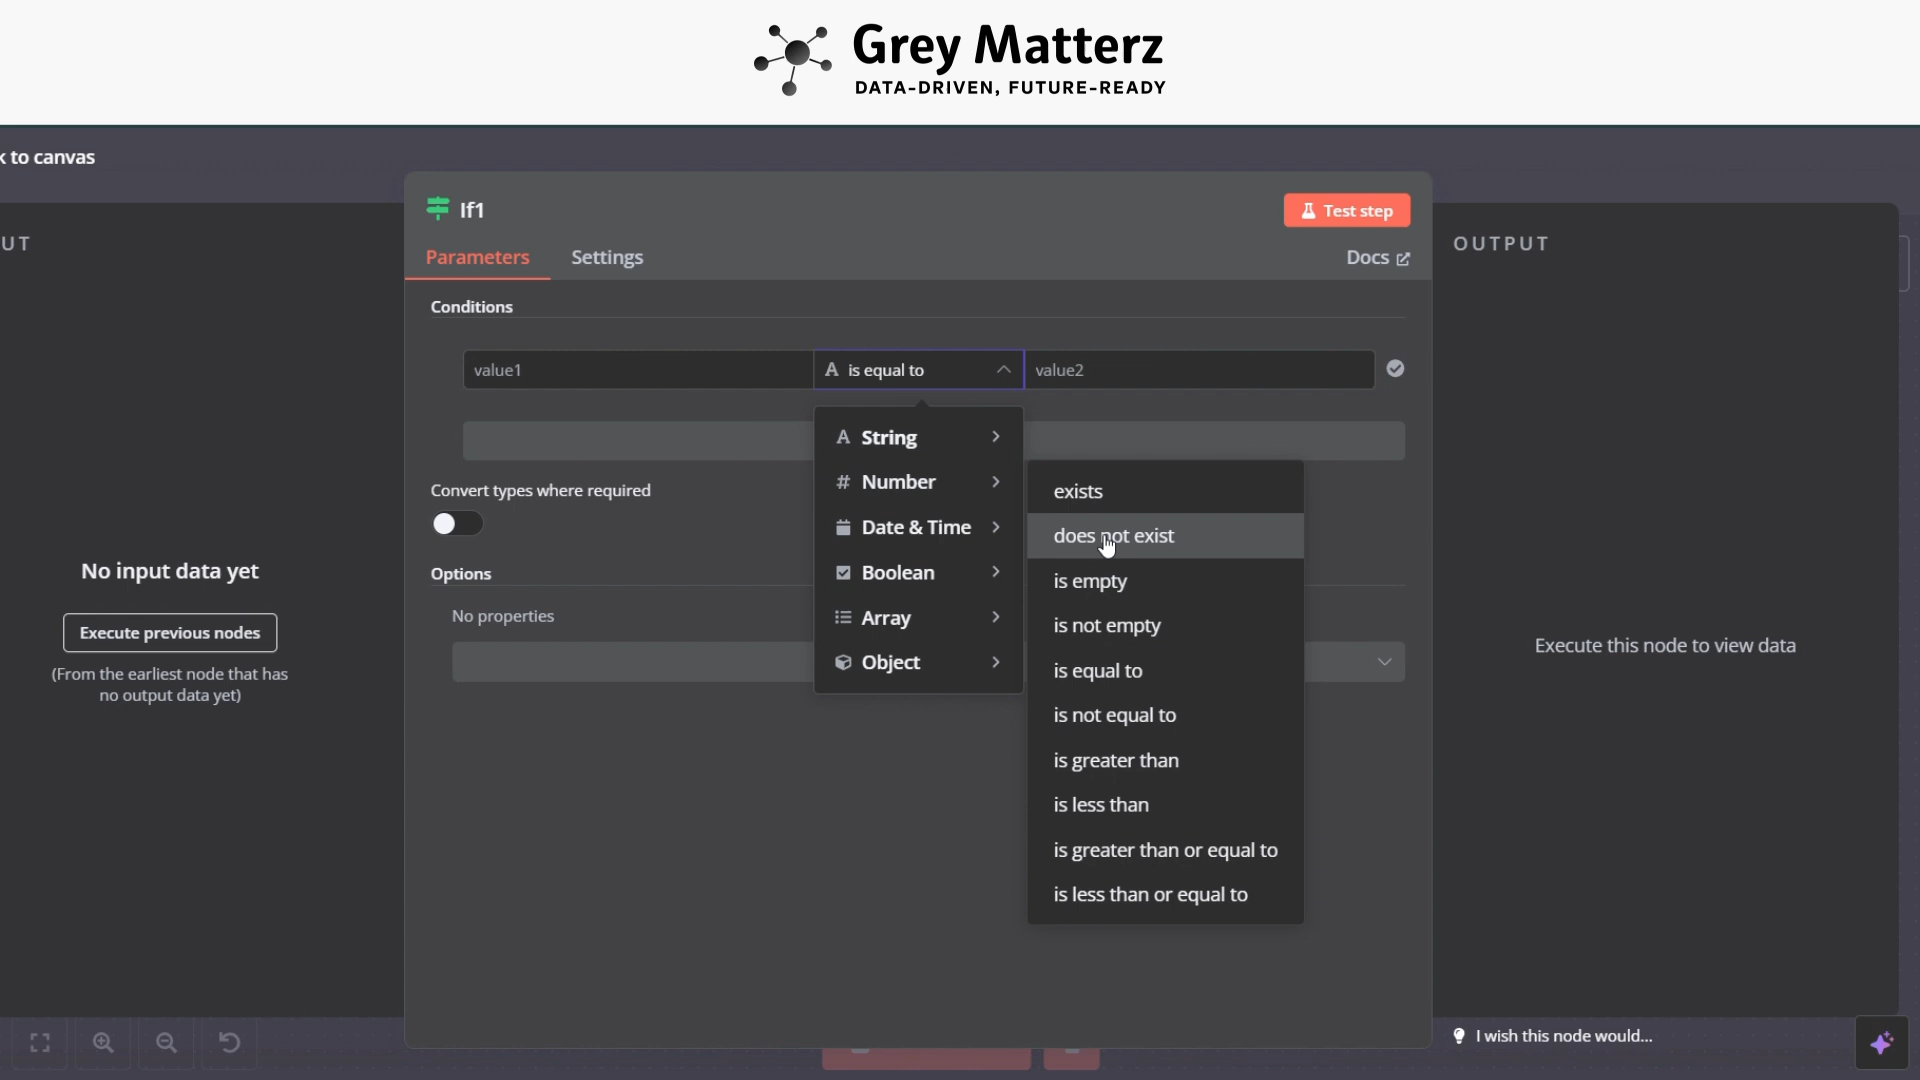 Grey Matterz
DATA-DRIVEN, FUTURE-READY
k to canvas
UT
No input data yet
Execute previous nodes
(From the earliest node that has
no output data yet)
If1
Test step
Parameters
Settings
Docs
Conditions
value1
A is equal to
value2
Convert types where required
Options
No properties
A String
# Number
Date & Time
Boolean
Array
Object
exists
does not exist
is empty
is not empty
is equal to
is not equal to
is greater than
is less than
is greater than or equal to
is less than or equal to
OUTPUT
Execute this node to view data
I wish this node would...